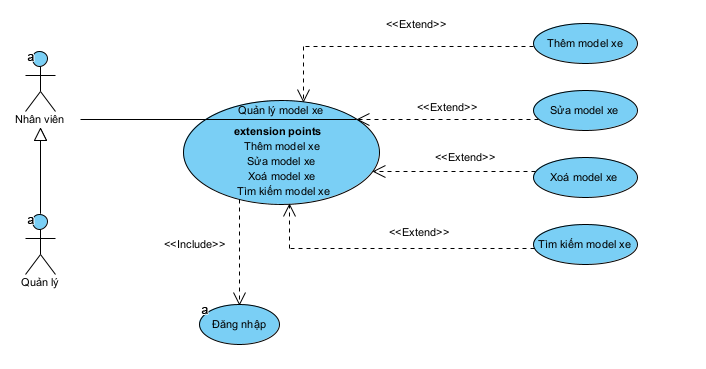 <<Extend>>
Thêm model xe
a
Nhân viên
Quản lý model xe
extension points
Thêm model xe
Sửa model xe
Xoá model xe
Tìm kiếm model xe
<<Extend>>
Sửa model xe
<<Extend>>
Xoá model xe
<<Extend>>
Tìm kiếm model xe
a
Quản lý
<<Include>>
a
Đăng nhập